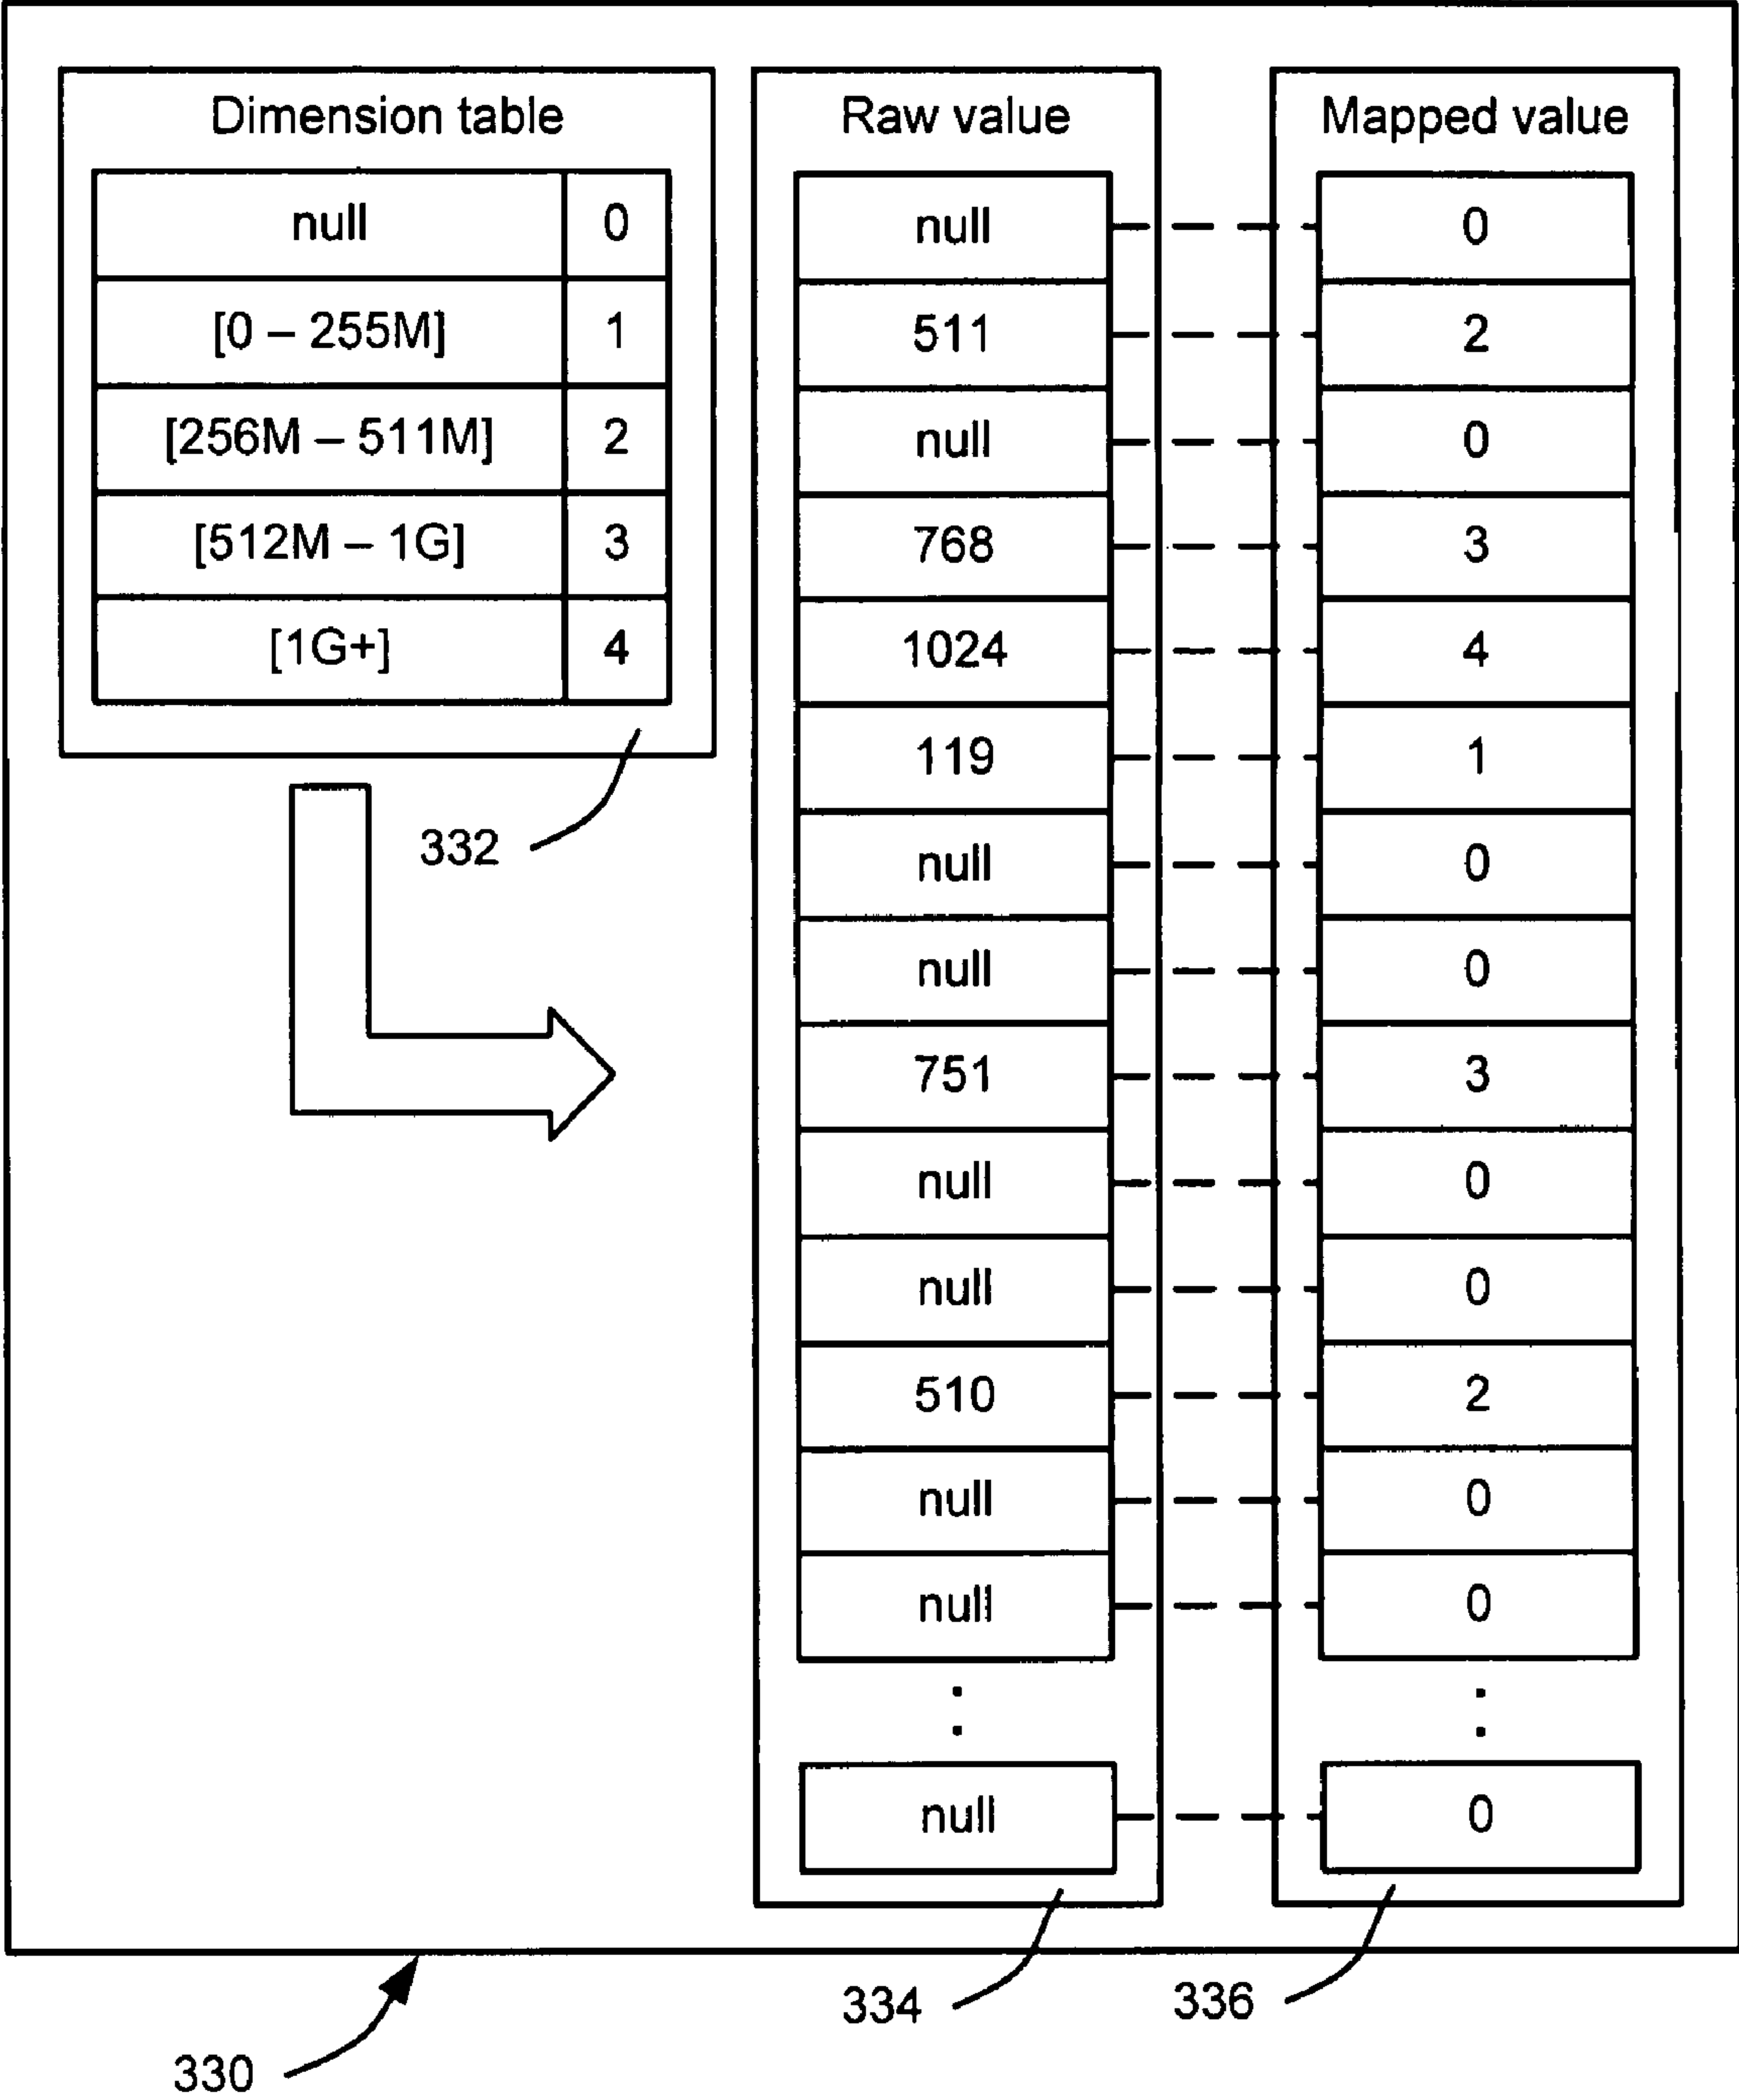 Dimension table
null 0
[0 – 255M] 1
[256M – 511M] 2
[512M – 1G] 3
[1G+] 4
332
Raw value
null
511
null
768
1024
119
null
null
751
null
null
510
null
null
:
null
334
Mapped value
0
2
0
3
4
1
0
0
3
0
0
2
0
0
:
0
336
330